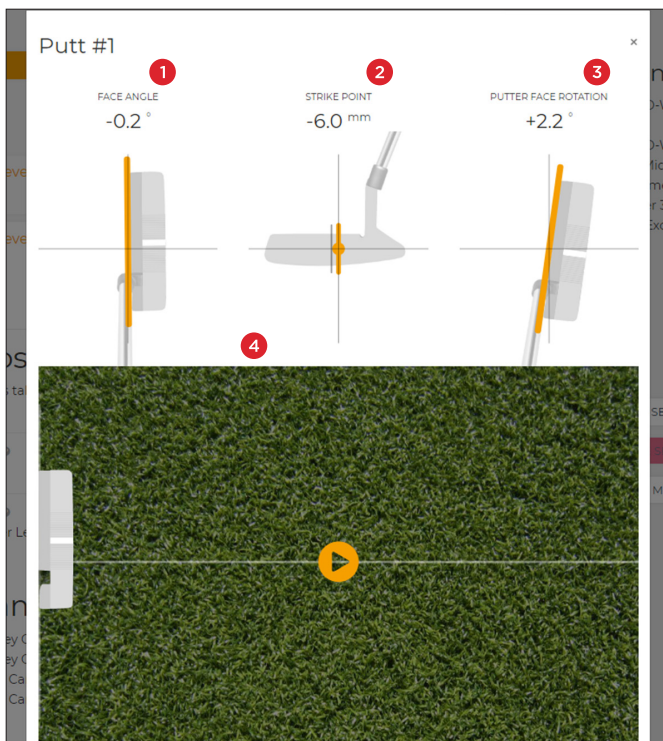 Putt #1
×
1
2
3
FACE ANGLE
STRIKE POINT
PUTTER FACE ROTATION
-0.2 °
-6.0 mm
+2.2 °
4